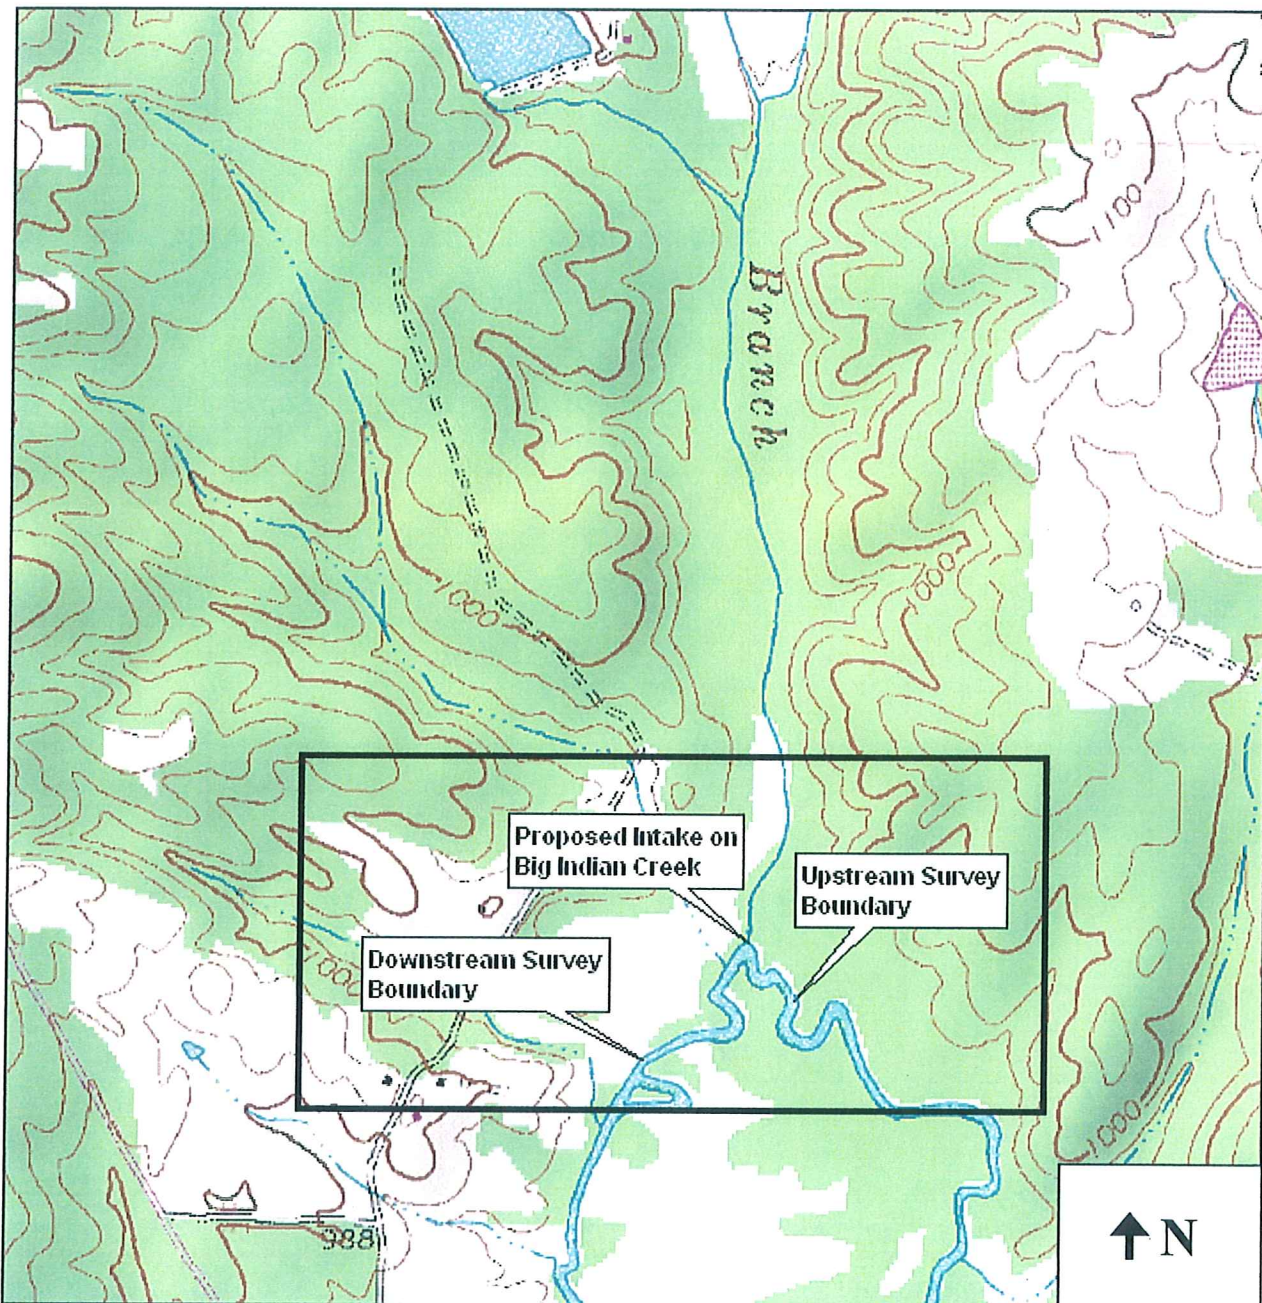 1100
Branch
1000
1000
Proposed Intake on
Big Indian Creek
Upstream Survey
Boundary
Downstream Survey
Boundary
1000
1000
988
N